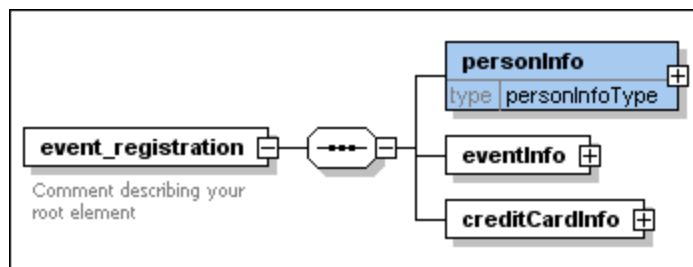 personInfo
type personInfoType
event_registration
eventInfo
Comment describing your
root element
creditCardInfo